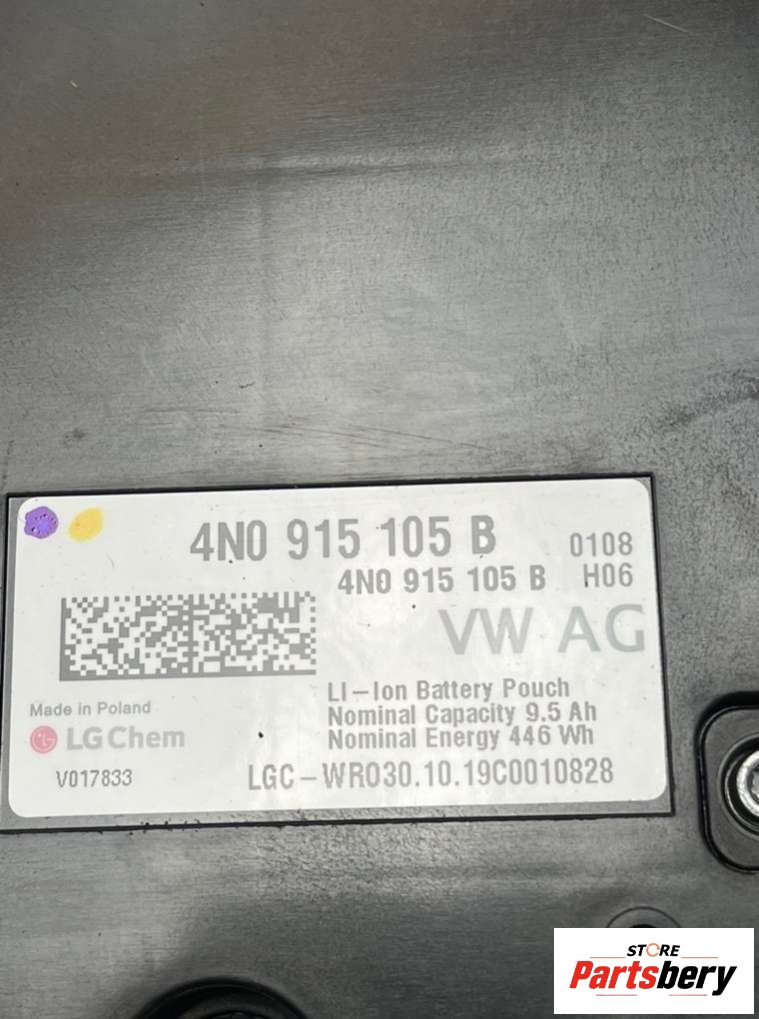 4N0 915 105 B
0108
4N0 915 105 B H06
VW AG
LI-Ion Battery Pouch
Made in Poland
Nominal Capacity 9.5 Ah
LG Chem
Nominal Energy 446 Wh
V017833
LGC-WR030.10.19C0010828
STORE
Partsbery